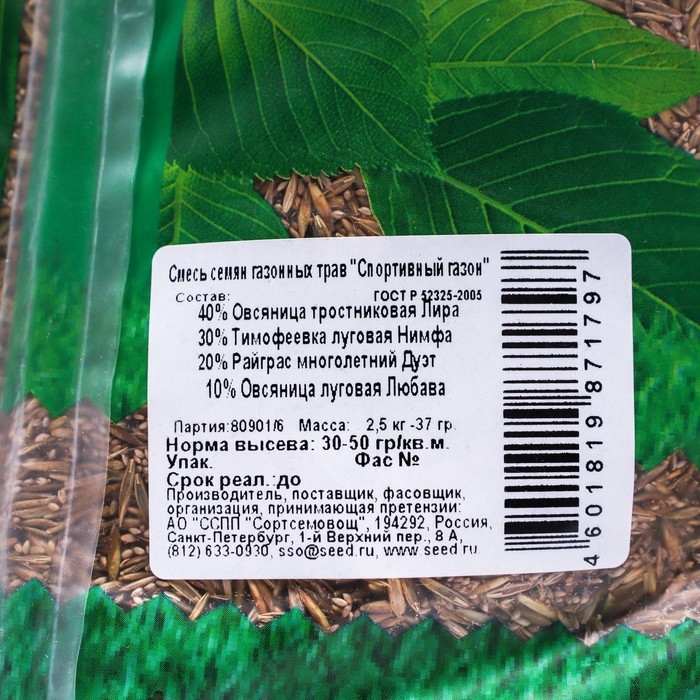 Смесь семян газонных трав "Спортивный газон"
Состав: ГОСТ Р 52325-2005
40% Овсяница тростниковая Лира
30% Тимофеевка луговая Нимфа
20% Райграс многолетний Дуэт
10% Овсяница луговая Любава
Партия:80901/6 Масса: 2,5 кг -37 гр.
Норма высева: 30-50 гр/кв.м.
Упак. Фас №
Срок реал.:до
Производитель, поставщик, фасовщик,
организация, принимающая претензии:
АО "ССПП "Сортсемовощ", 194292, Россия,
Санкт-Петербург, 1-й Верхний пер., 8 А,
(812) 633-0930, sso@seed.ru, www.seed.ru
4 601819 871797